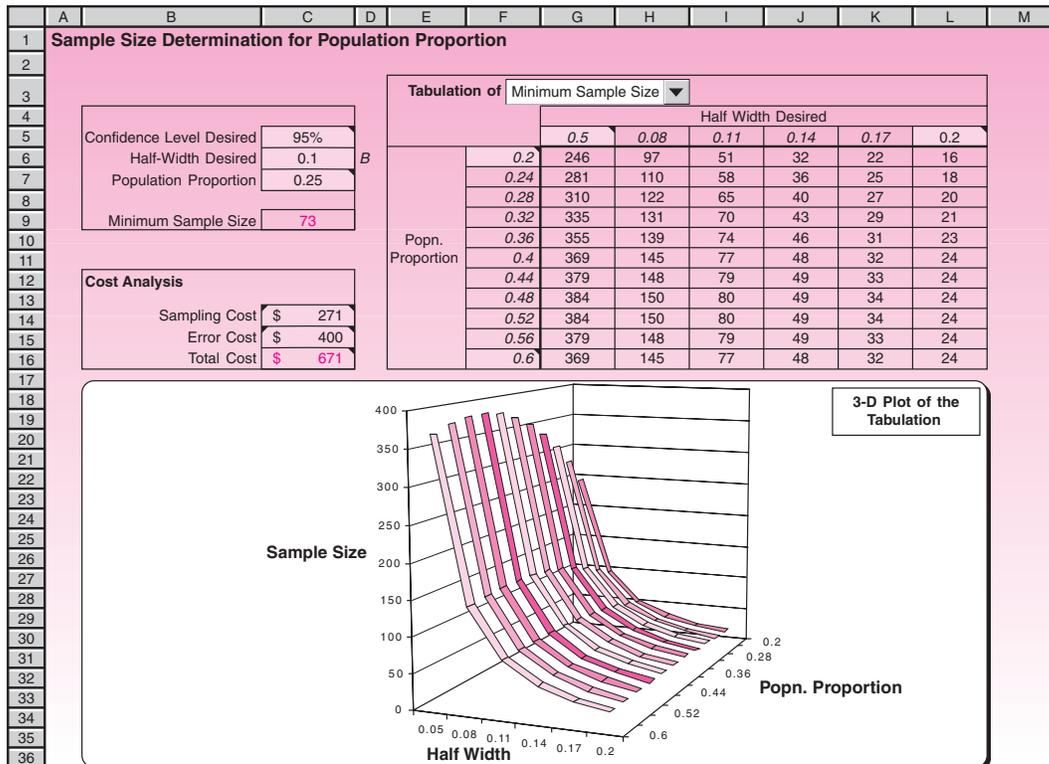 A B C D E F G H I J K L M
1 Sample Size Determination for Population Proportion
2
3 Tabulation of Minimum Sample Size
4 Half Width Desired
5 Confidence Level Desired 95% 0.5 0.08 0.11 0.14 0.17 0.2
6 Half-Width Desired 0.1 B 0.2 246 97 51 32 22 16
7 Population Proportion 0.25 0.24 281 110 58 36 25 18
8 0.28 310 122 65 40 27 20
9 Minimum Sample Size 73 0.32 335 131 70 43 29 21
10 Popn. 0.36 355 139 74 46 31 23
11 Proportion 0.4 369 145 77 48 32 24
12 Cost Analysis 0.44 379 148 79 49 33 24
13 0.48 384 150 80 49 34 24
14 Sampling Cost $ 271 0.52 384 150 80 49 34 24
15 Error Cost $ 400 0.56 379 148 79 49 33 24
16 Total Cost $ 671 0.6 369 145 77 48 32 24
17
18 3-D Plot of the
19 Tabulation
20
21
22
23
24
25
26
27
28
29
30
31
32
33
34
35
36
400
350
300
250
200
150
100
50
0
Sample Size
0.05 0.08 0.11 0.14 0.17 0.2
Half Width
0.2
0.28
0.36
0.44
0.52
0.6
Popn. Proportion